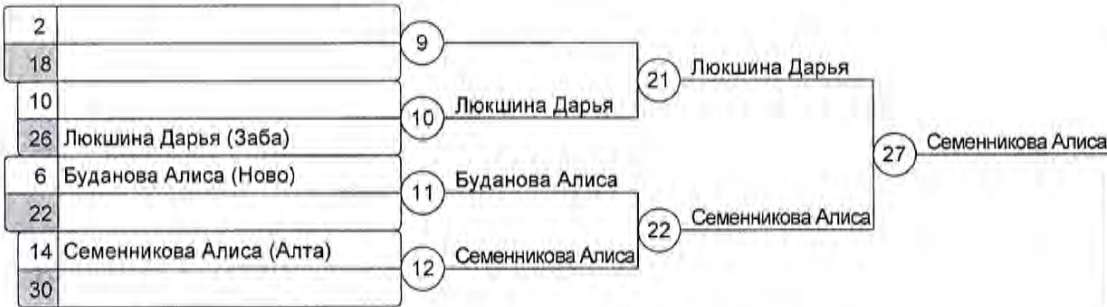 2
18
9
10
26 Люкшина Дарья (Заба)
10 Люкшина Дарья
21 Люкшина Дарья
6 Буданова Алиса (Ново)
22
11 Буданова Алиса
14 Семенникова Алиса (Алта)
30
12 Семенникова Алиса
22 Семенникова Алиса
27 Семенникова Алиса